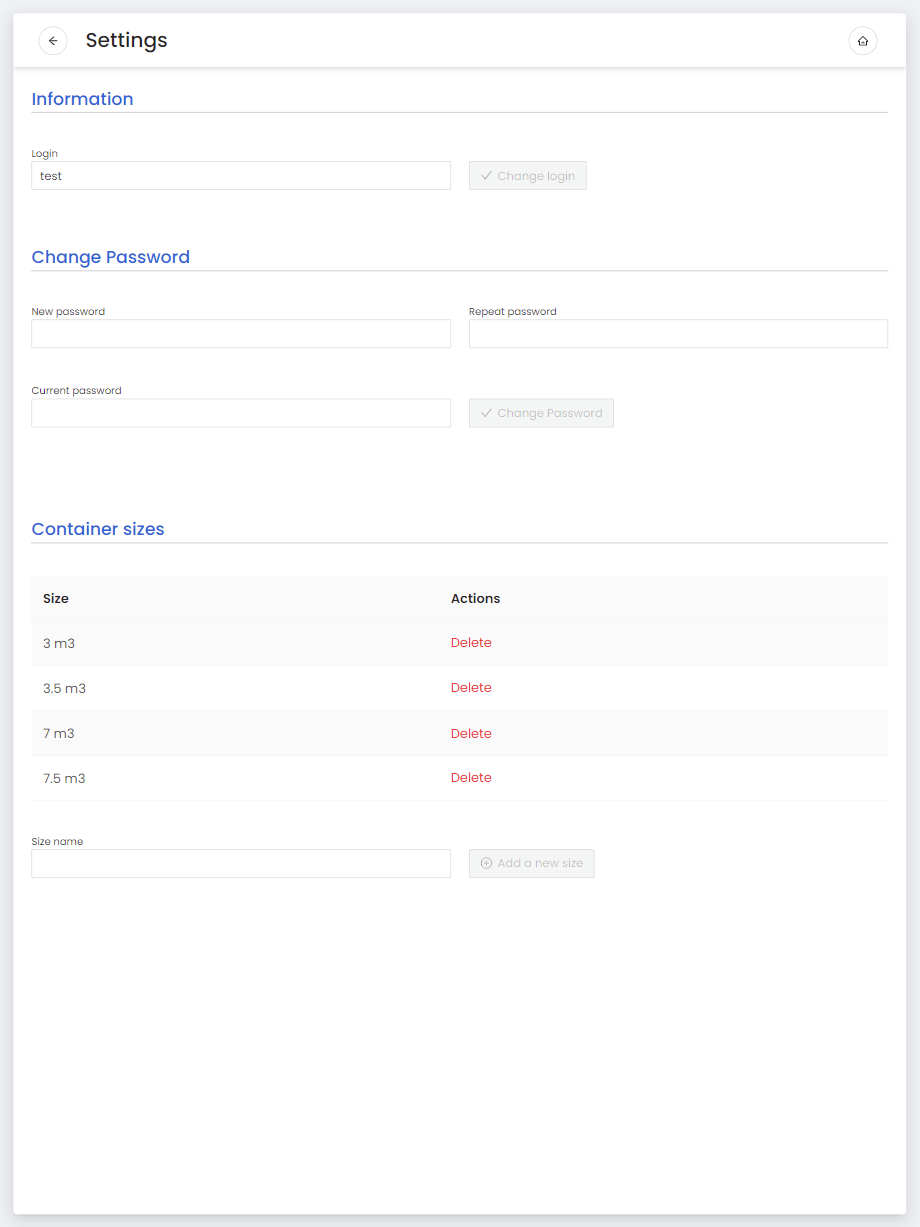 Settings
Information
Login
test
Change login
Change Password
New password Repeat password
Current password
Change Password
Container sizes
Size Actions
3 m3 Delete
3.5 m3 Delete
7 m3 Delete
7.5 m3 Delete
Size name
Add a new size